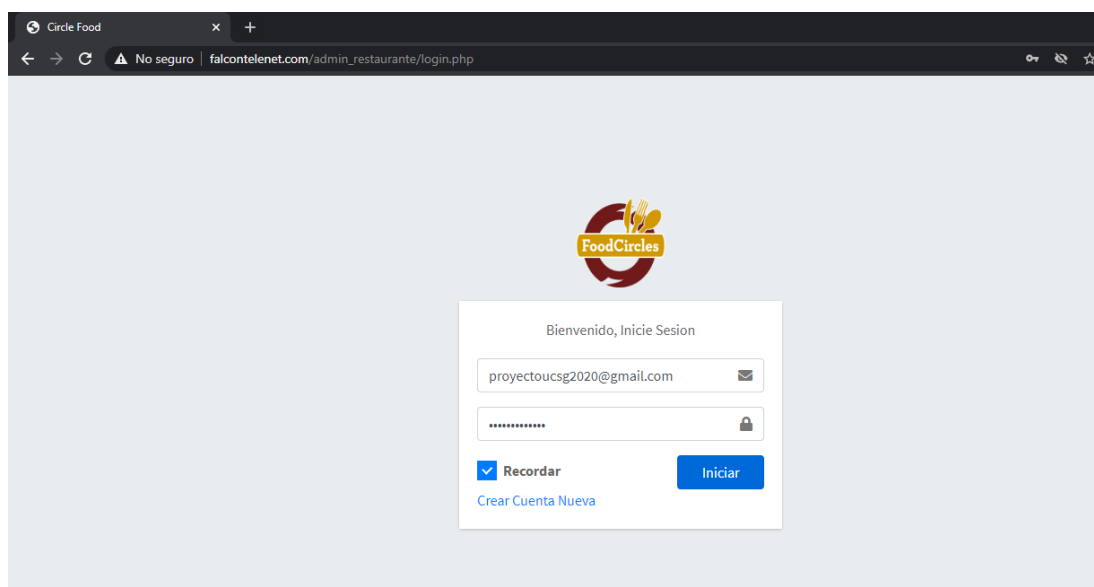 Circle Food
No seguro | falcontelenet.com/admin_restaurante/login.php
FoodCircles
Bienvenido, Inicie Sesion
proyectoucsg2020@gmail.com
•••••••••••••
Recordar
Iniciar
Crear Cuenta Nueva